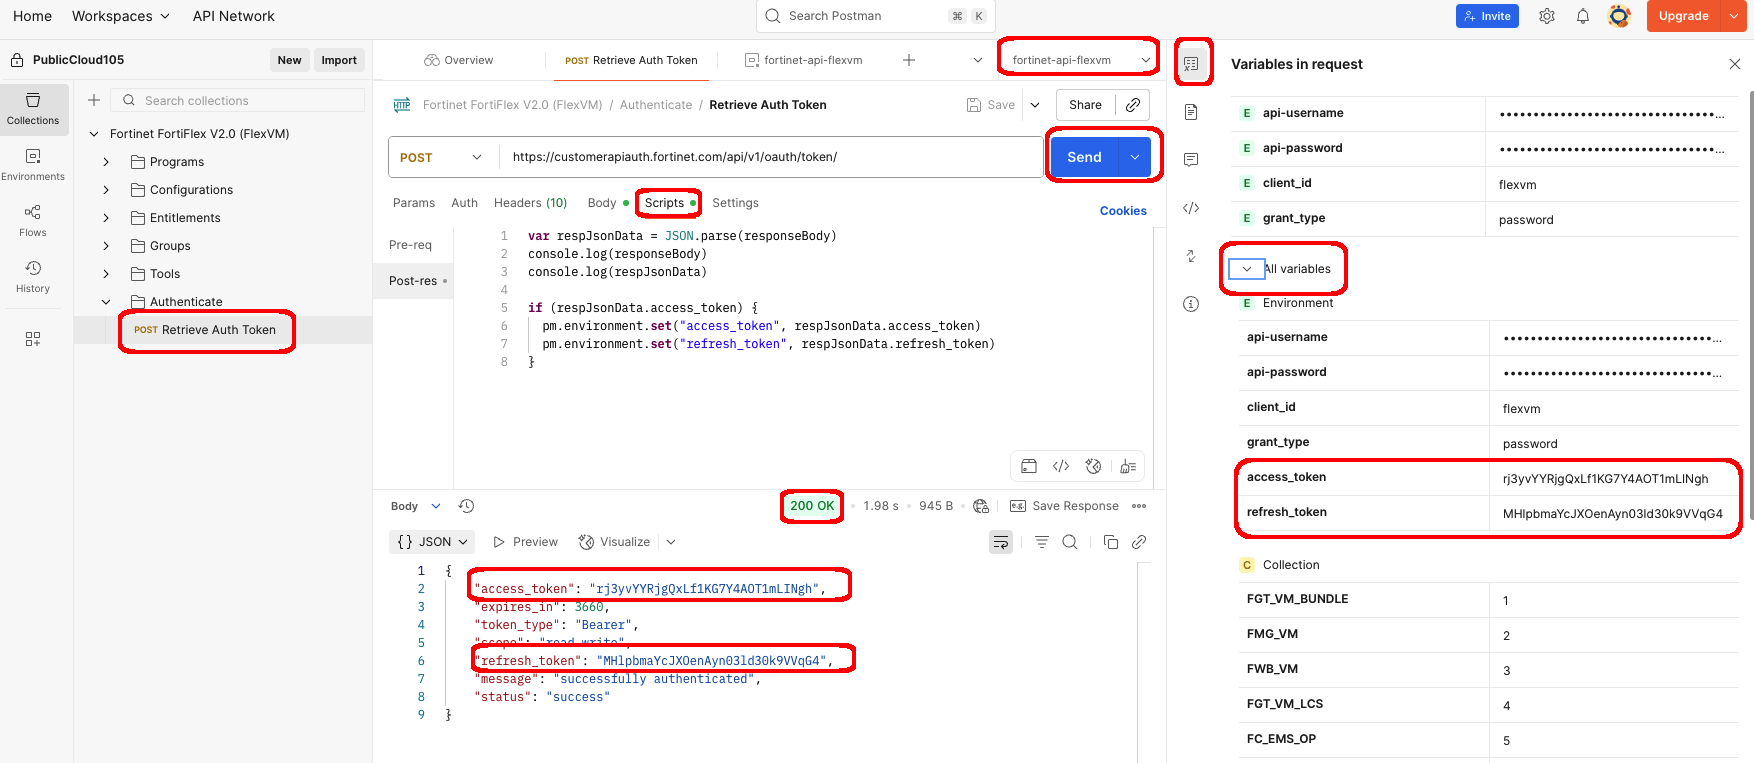 Home Workspaces API Network Search Postman ⌘ K Invite Upgrade
PublicCloud105 New Import
Overview POST Retrieve Auth Token fortinet-api-flexvm fortinet-api-flexvm
Collections
Environments
Flows
History
Search collections
Fortinet FortiFlex V2.0 (FlexVM)
Programs
Configurations
Entitlements
Groups
Tools
Authenticate
POST Retrieve Auth Token
HTTP Fortinet FortiFlex V2.0 (FlexVM) / Authenticate / Retrieve Auth Token Save Share
POST https://customerapiauth.fortinet.com/api/v1/oauth/token/ Send
Params Auth Headers (10) Body Scripts Settings Cookies
Pre-req
Post-res
1 var respJsonData = JSON.parse(responseBody)
2 console.log(responseBody)
3 console.log(respJsonData)
4
5 if (respJsonData.access_token) {
6 pm.environment.set("access_token", respJsonData.access_token)
7 pm.environment.set("refresh_token", respJsonData.refresh_token)
8 }
Body 200 OK • 1.98 s • 945 B • Save Response
{} JSON Preview Visualize
1 {
2 "access_token": "rj3yvYYRjgQxLf1KG7Y4AOT1mLINgh",
3 "expires_in": 3660,
4 "token_type": "Bearer",
5 "scope": "read write",
6 "refresh_token": "MHlpbmaYcJXOenAyn03ld30k9VVqG4",
7 "message": "successfully authenticated",
8 "status": "success"
9 }
Variables in request
E api-username ••••••••••••••••••••••••••••••••...
E api-password ••••••••••••••••••••••••••••••••...
E client_id flexvm
E grant_type password
All variables
E Environment
api-username •••••••••••••••••••••••••••••••...
api-password •••••••••••••••••••••••••••••••...
client_id flexvm
grant_type password
access_token rj3yvYYRjgQxLf1KG7Y4AOT1mLINgh
refresh_token MHlpbmaYcJXOenAyn03ld30k9VVqG4
C Collection
FGT_VM_BUNDLE 1
FMG_VM 2
FWB_VM 3
FGT_VM_LCS 4
FC_EMS_OP 5